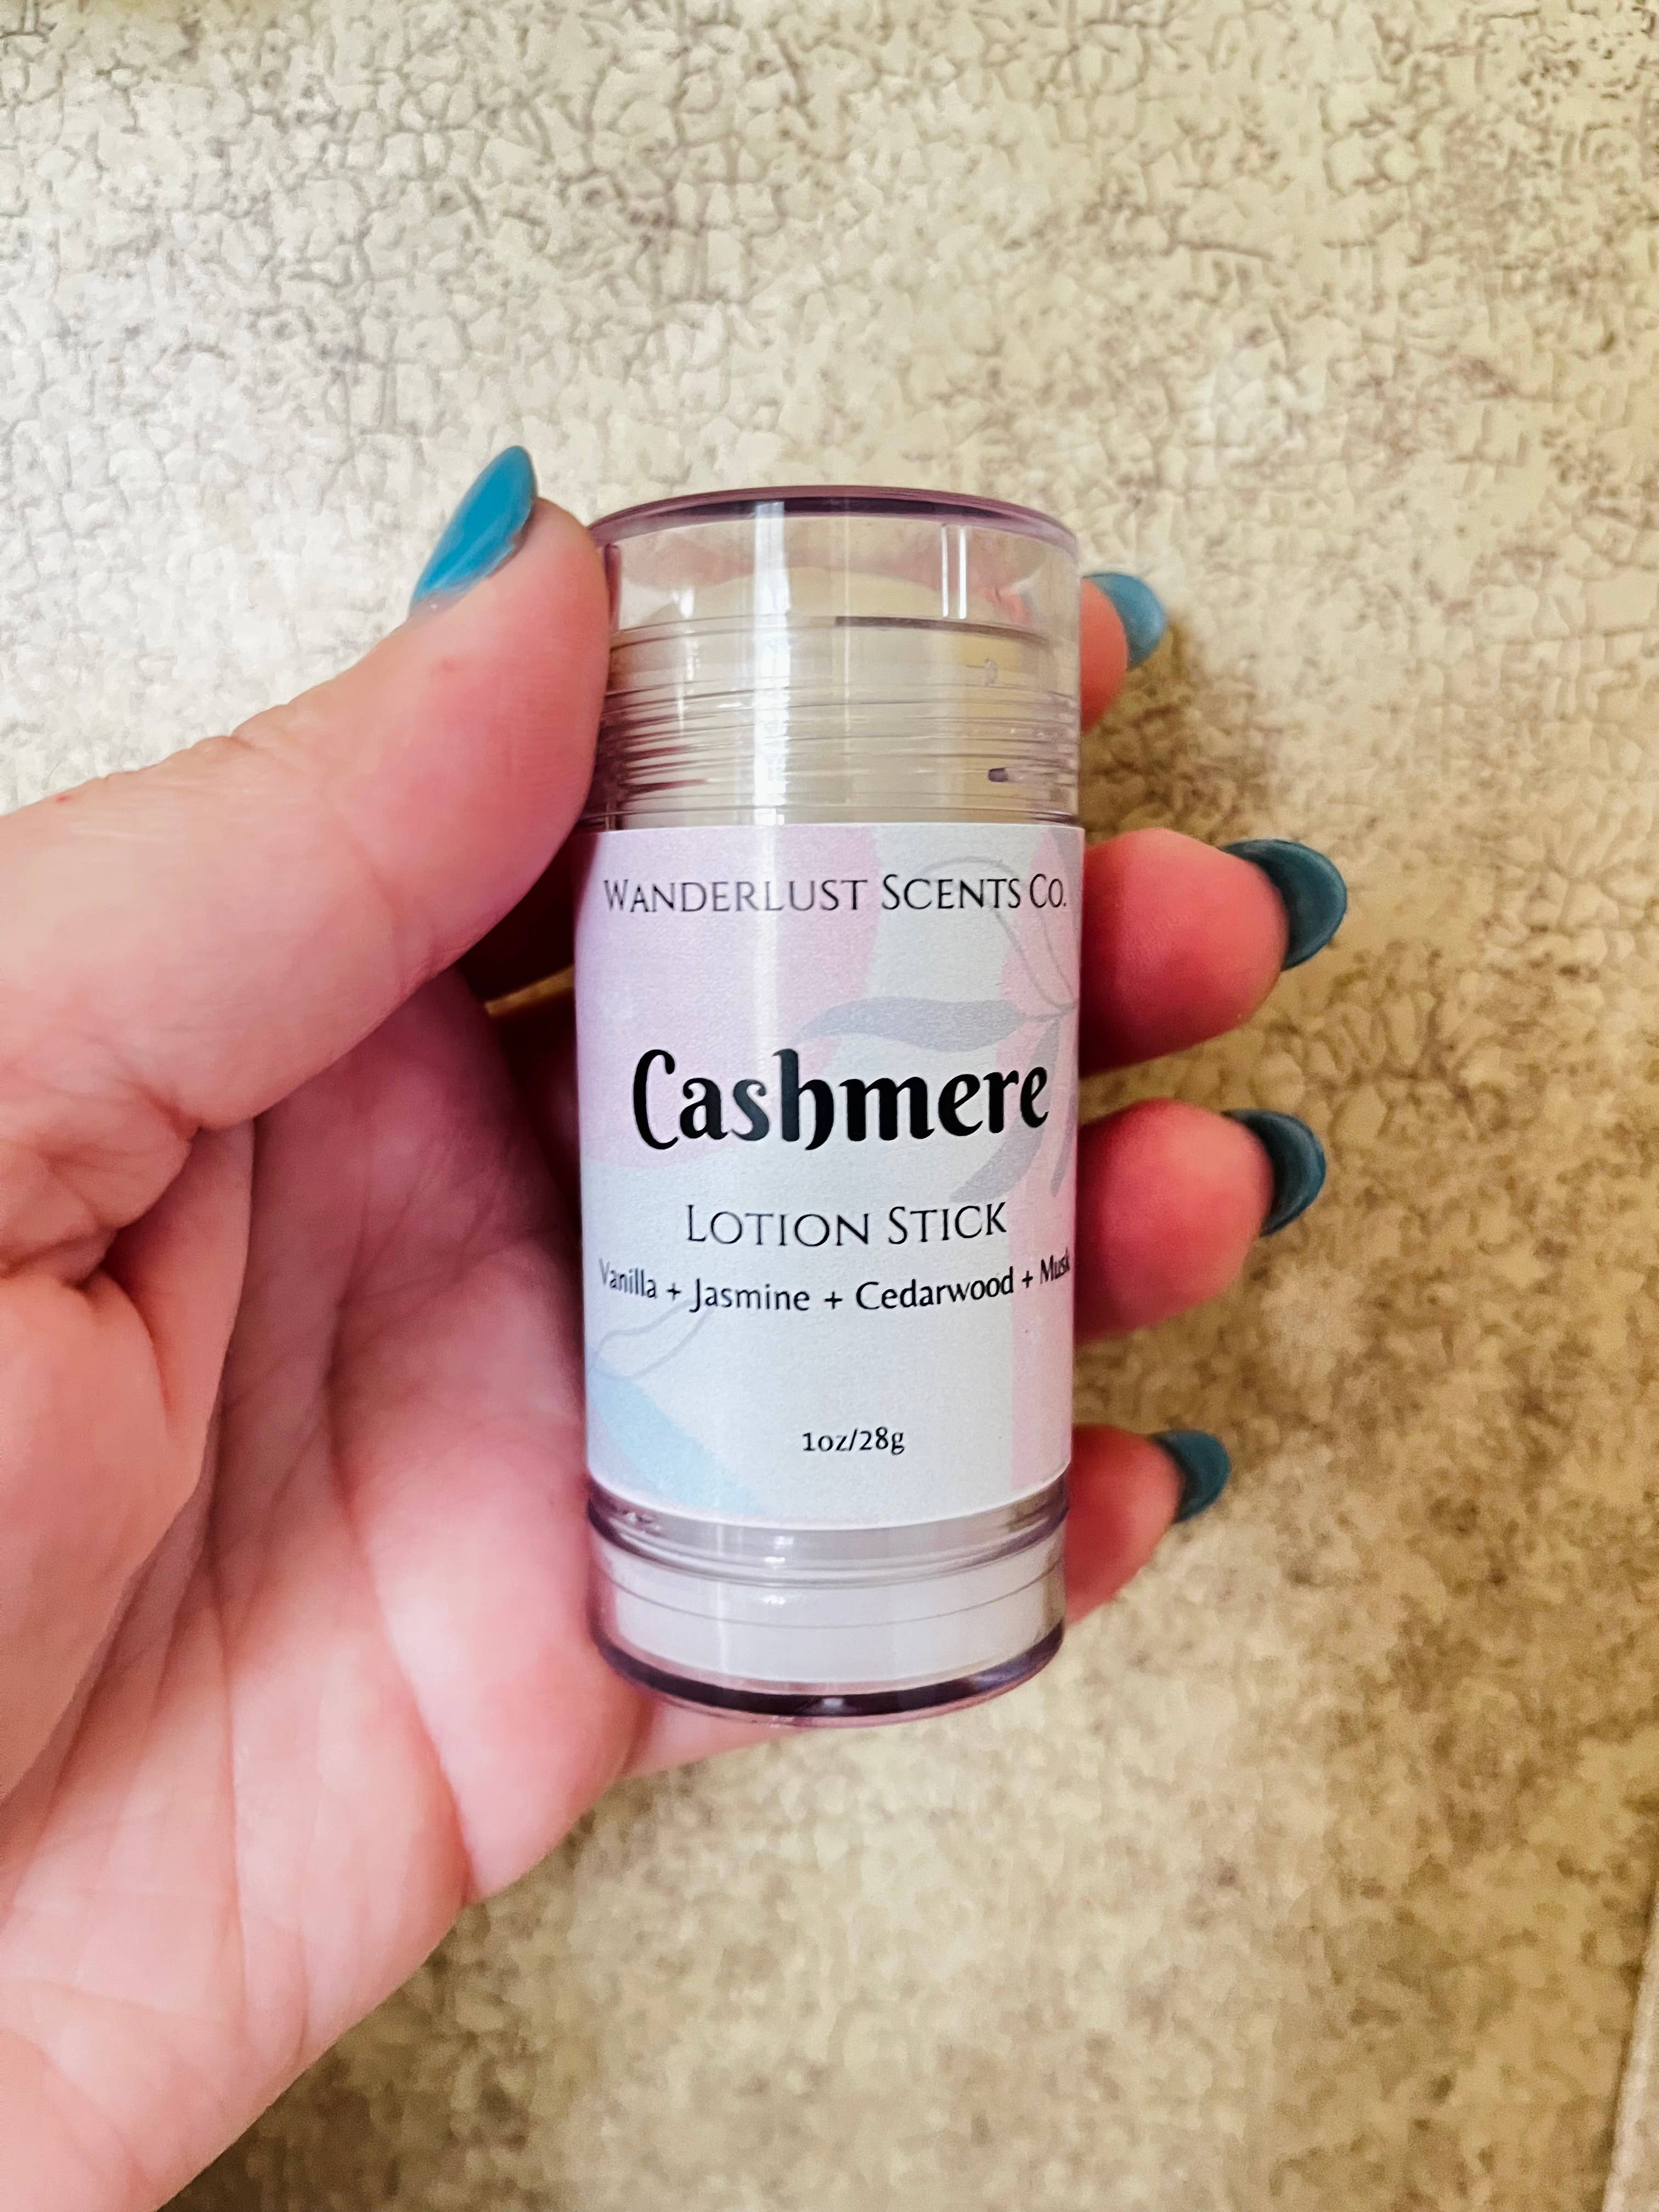 Wanderlust Scents Co.
Cashmere
Lotion Stick
Vanilla + Jasmine + Cedarwood + Musk
1oz/28g